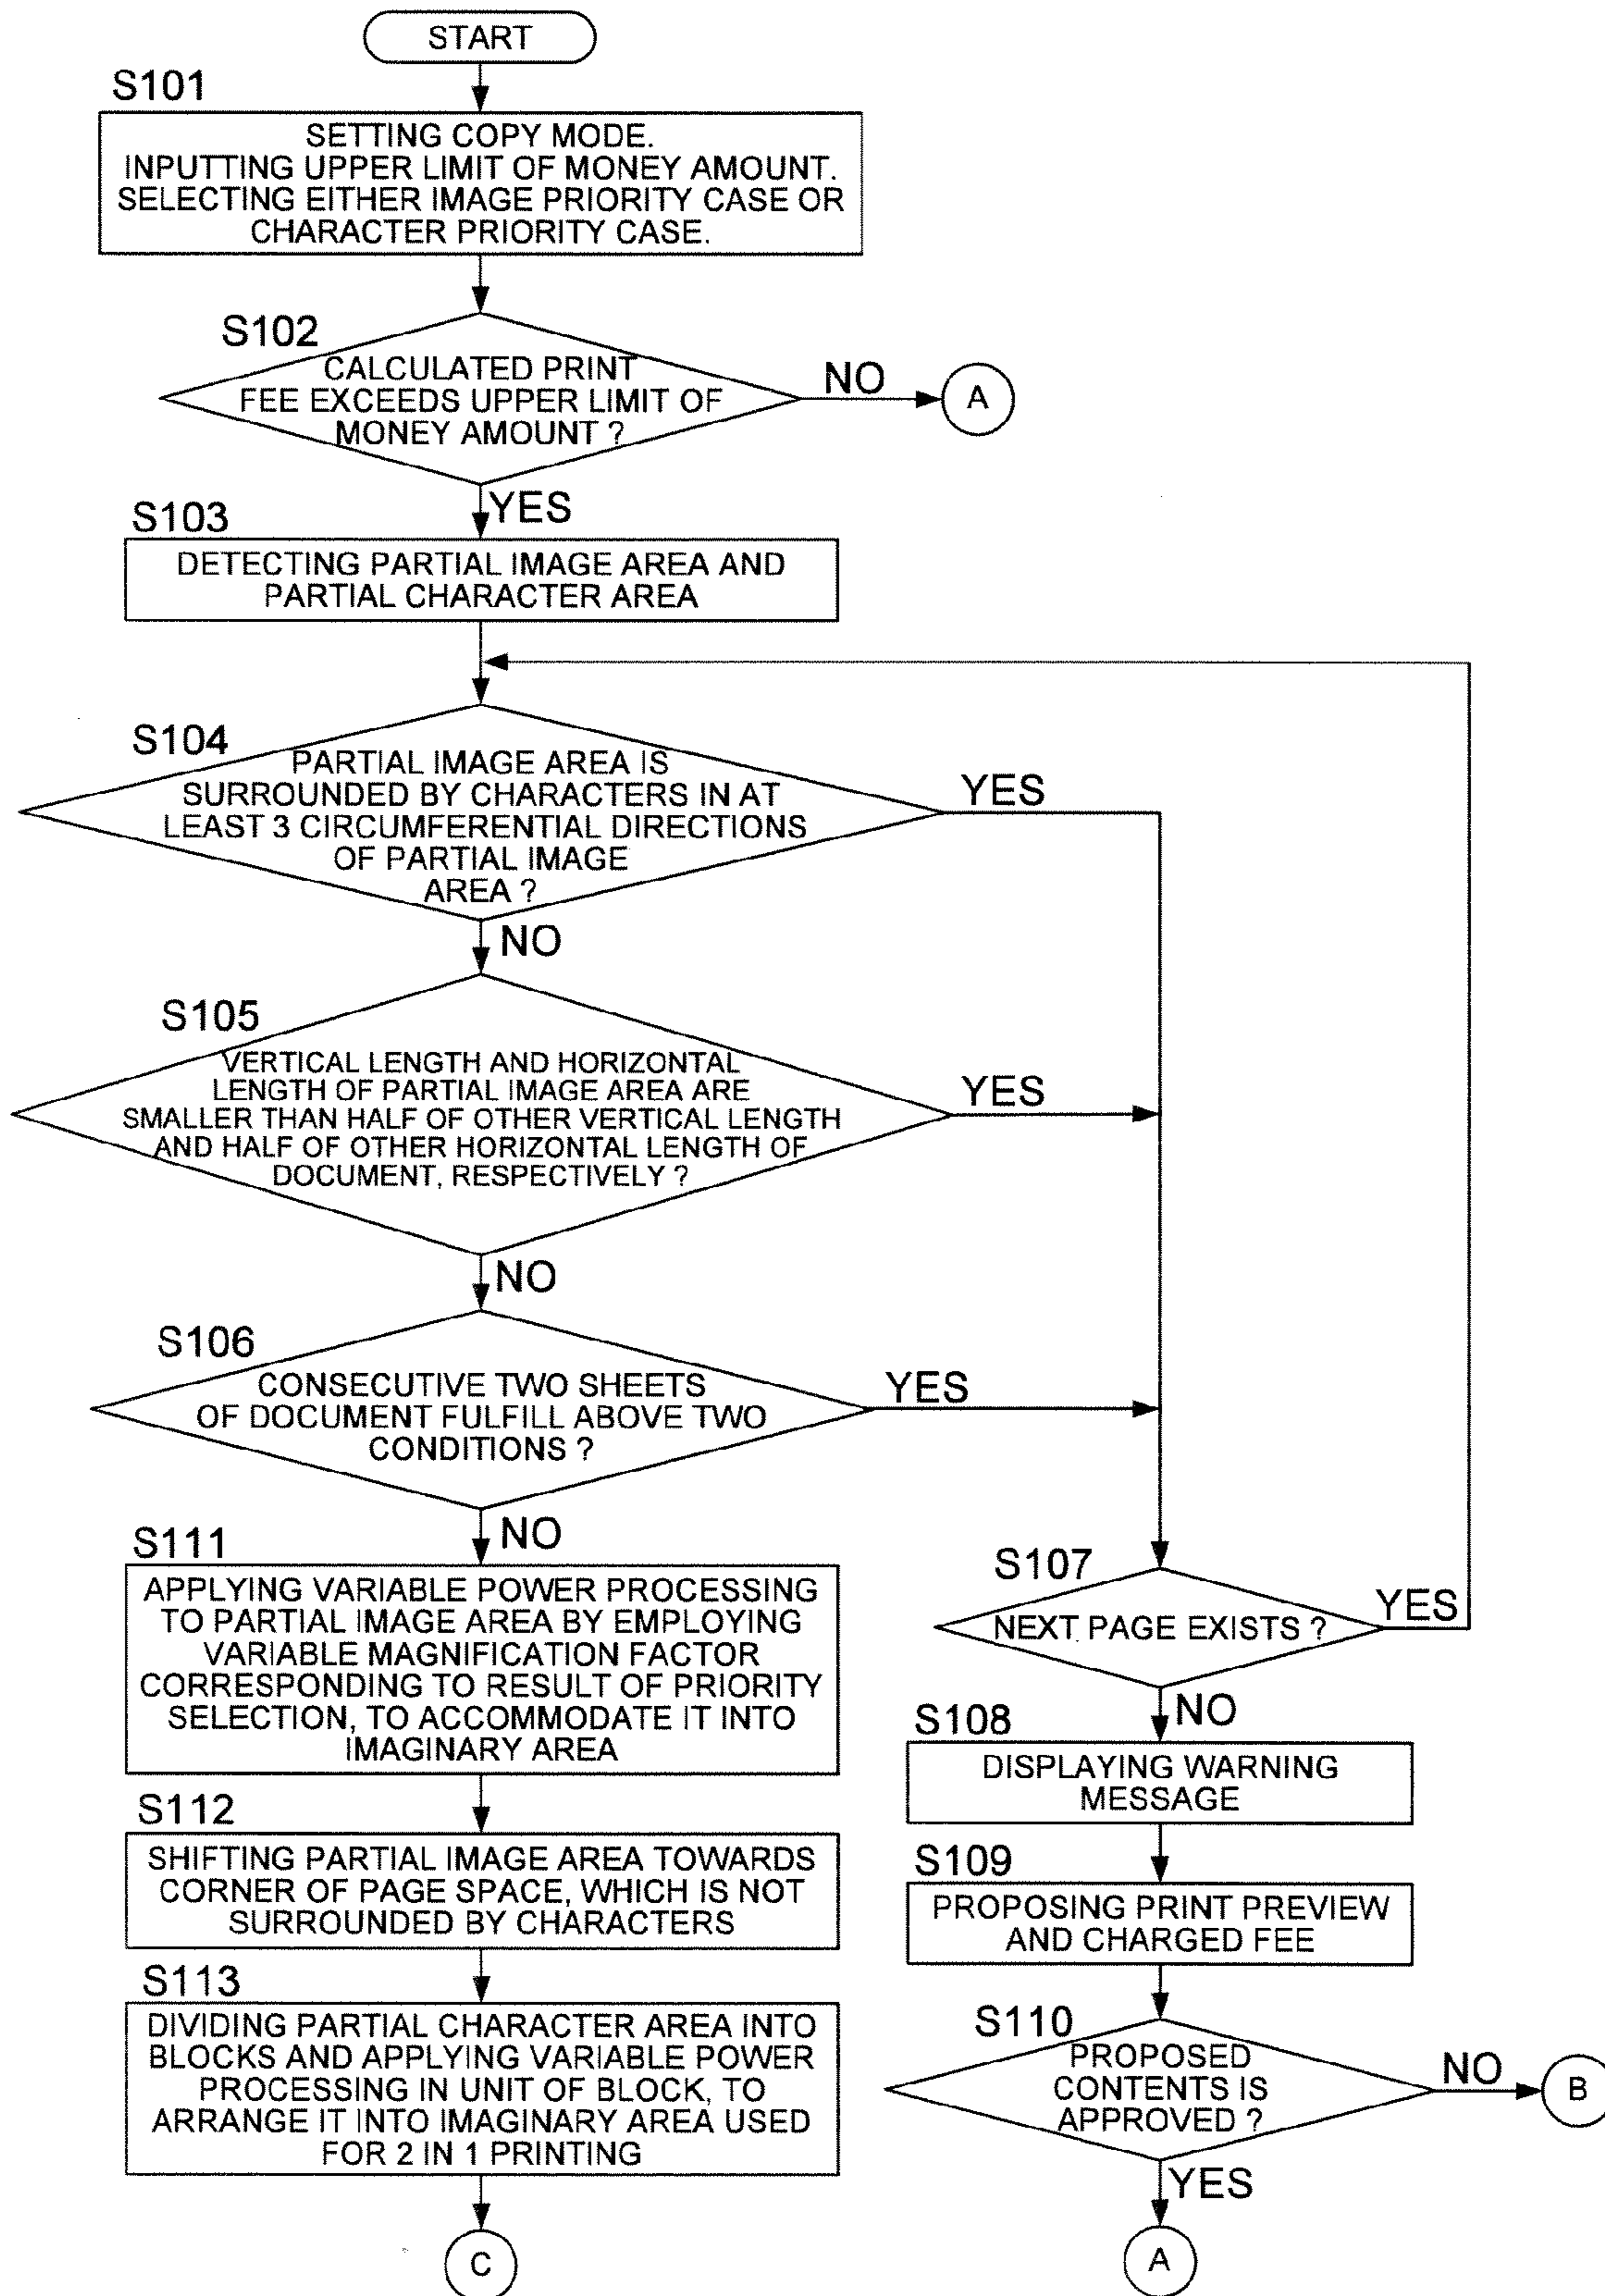 START
S101
SETTING COPY MODE.
INPUTTING UPPER LIMIT OF MONEY AMOUNT.
SELECTING EITHER IMAGE PRIORITY CASE OR
CHARACTER PRIORITY CASE.
S102
CALCULATED PRINT
FEE EXCEEDS UPPER LIMIT OF
MONEY AMOUNT ?
NO
A
YES
S103
DETECTING PARTIAL IMAGE AREA AND
PARTIAL CHARACTER AREA
S104
PARTIAL IMAGE AREA IS
SURROUNDED BY CHARACTERS IN AT
LEAST 3 CIRCUMFERENTIAL DIRECTIONS
OF PARTIAL IMAGE
AREA ?
YES
NO
S105
VERTICAL LENGTH AND HORIZONTAL
LENGTH OF PARTIAL IMAGE AREA ARE
SMALLER THAN HALF OF OTHER VERTICAL LENGTH
AND HALF OF OTHER HORIZONTAL LENGTH OF
DOCUMENT, RESPECTIVELY ?
YES
NO
S106
CONSECUTIVE TWO SHEETS
OF DOCUMENT FULFILL ABOVE TWO
CONDITIONS ?
YES
NO
S111
APPLYING VARIABLE POWER PROCESSING
TO PARTIAL IMAGE AREA BY EMPLOYING
VARIABLE MAGNIFICATION FACTOR
CORRESPONDING TO RESULT OF PRIORITY
SELECTION, TO ACCOMMODATE IT INTO
IMAGINARY AREA
S112
SHIFTING PARTIAL IMAGE AREA TOWARDS
CORNER OF PAGE SPACE, WHICH IS NOT
SURROUNDED BY CHARACTERS
S113
DIVIDING PARTIAL CHARACTER AREA INTO
BLOCKS AND APPLYING VARIABLE POWER
PROCESSING IN UNIT OF BLOCK, TO
ARRANGE IT INTO IMAGINARY AREA USED
FOR 2 IN 1 PRINTING
C
S107
NEXT PAGE EXISTS ?
YES
NO
S108
DISPLAYING WARNING
MESSAGE
S109
PROPOSING PRINT PREVIEW
AND CHARGED FEE
S110
PROPOSED
CONTENTS IS
APPROVED ?
NO
B
YES
A